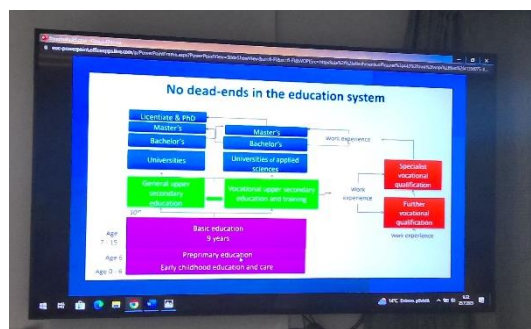 No dead-ends in the education system
Licentiate & PhD
Master's
Bachelor's
Universities
Master's
Bachelor's
Universities of applied
sciences
Work experience
General upper
secondary
education
Vocational upper secondary
education and training
Work
experience
Specialist
vocational
qualification
Further
vocational
qualification
Work experience
10th
Age
7 - 15
Basic education
9 years
Age 6
Preprimary education
Age 0 - 6
Early childhood education and care
14°C